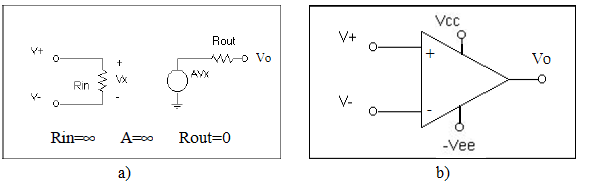 V+
V-
Rin
+
Vx
-
Rout
Vo
AVx
Rin=∞ A=∞ Rout=0
a)
Vcc
V+
+
Vo
V-
-
-Vee
b)